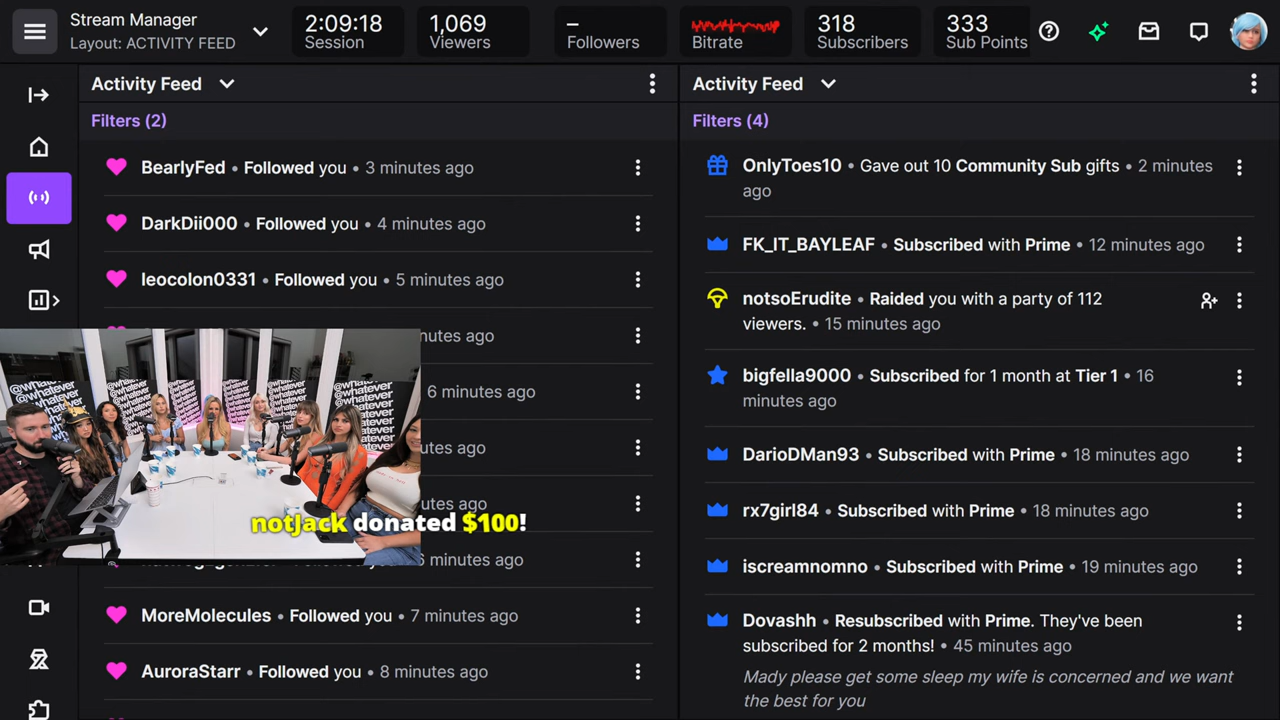 Stream Manager
Layout: ACTIVITY FEED
2:09:18
Session
1,069
Viewers
–
Followers
Bitrate
318
Subscribers
333
Sub Points
Activity Feed
Filters (2)
BearlyFed • Followed you • 3 minutes ago
DarkDii000 • Followed you • 4 minutes ago
leocolon0331 • Followed you • 5 minutes ago
nutes ago
6 minutes ago
utes ago
utes ago
6 minutes ago
MoreMolecules • Followed you • 7 minutes ago
AuroraStarr • Followed you • 8 minutes ago
@whatever
whatever
notJack donated $100!
Activity Feed
Filters (4)
OnlyToes10 • Gave out 10 Community Sub gifts • 2 minutes
ago
FK_IT_BAYLEAF • Subscribed with Prime • 12 minutes ago
notsoErudite • Raided you with a party of 112
viewers. • 15 minutes ago
bigfella9000 • Subscribed for 1 month at Tier 1 • 16
minutes ago
DarioDMan93 • Subscribed with Prime • 18 minutes ago
rx7girl84 • Subscribed with Prime • 18 minutes ago
iscreamnomno • Subscribed with Prime • 19 minutes ago
Dovashh • Resubscribed with Prime. They've been
subscribed for 2 months! • 45 minutes ago
Mady please get some sleep my wife is concerned and we want
the best for you